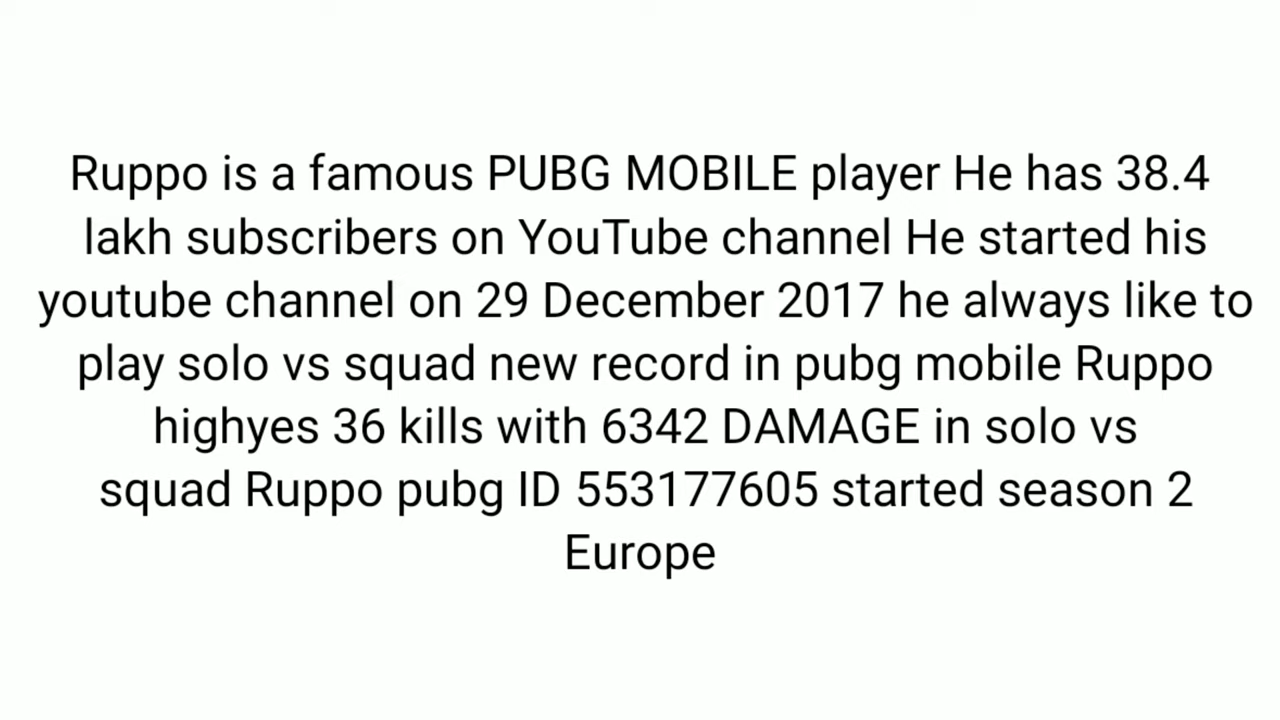 Ruppo is a famous PUBG MOBILE player He has 38.4
lakh subscribers on YouTube channel He started his
youtube channel on 29 December 2017 he always like to
play solo vs squad new record in pubg mobile Ruppo
highyes 36 kills with 6342 DAMAGE in solo vs
squad Ruppo pubg ID 553177605 started season 2
Europe